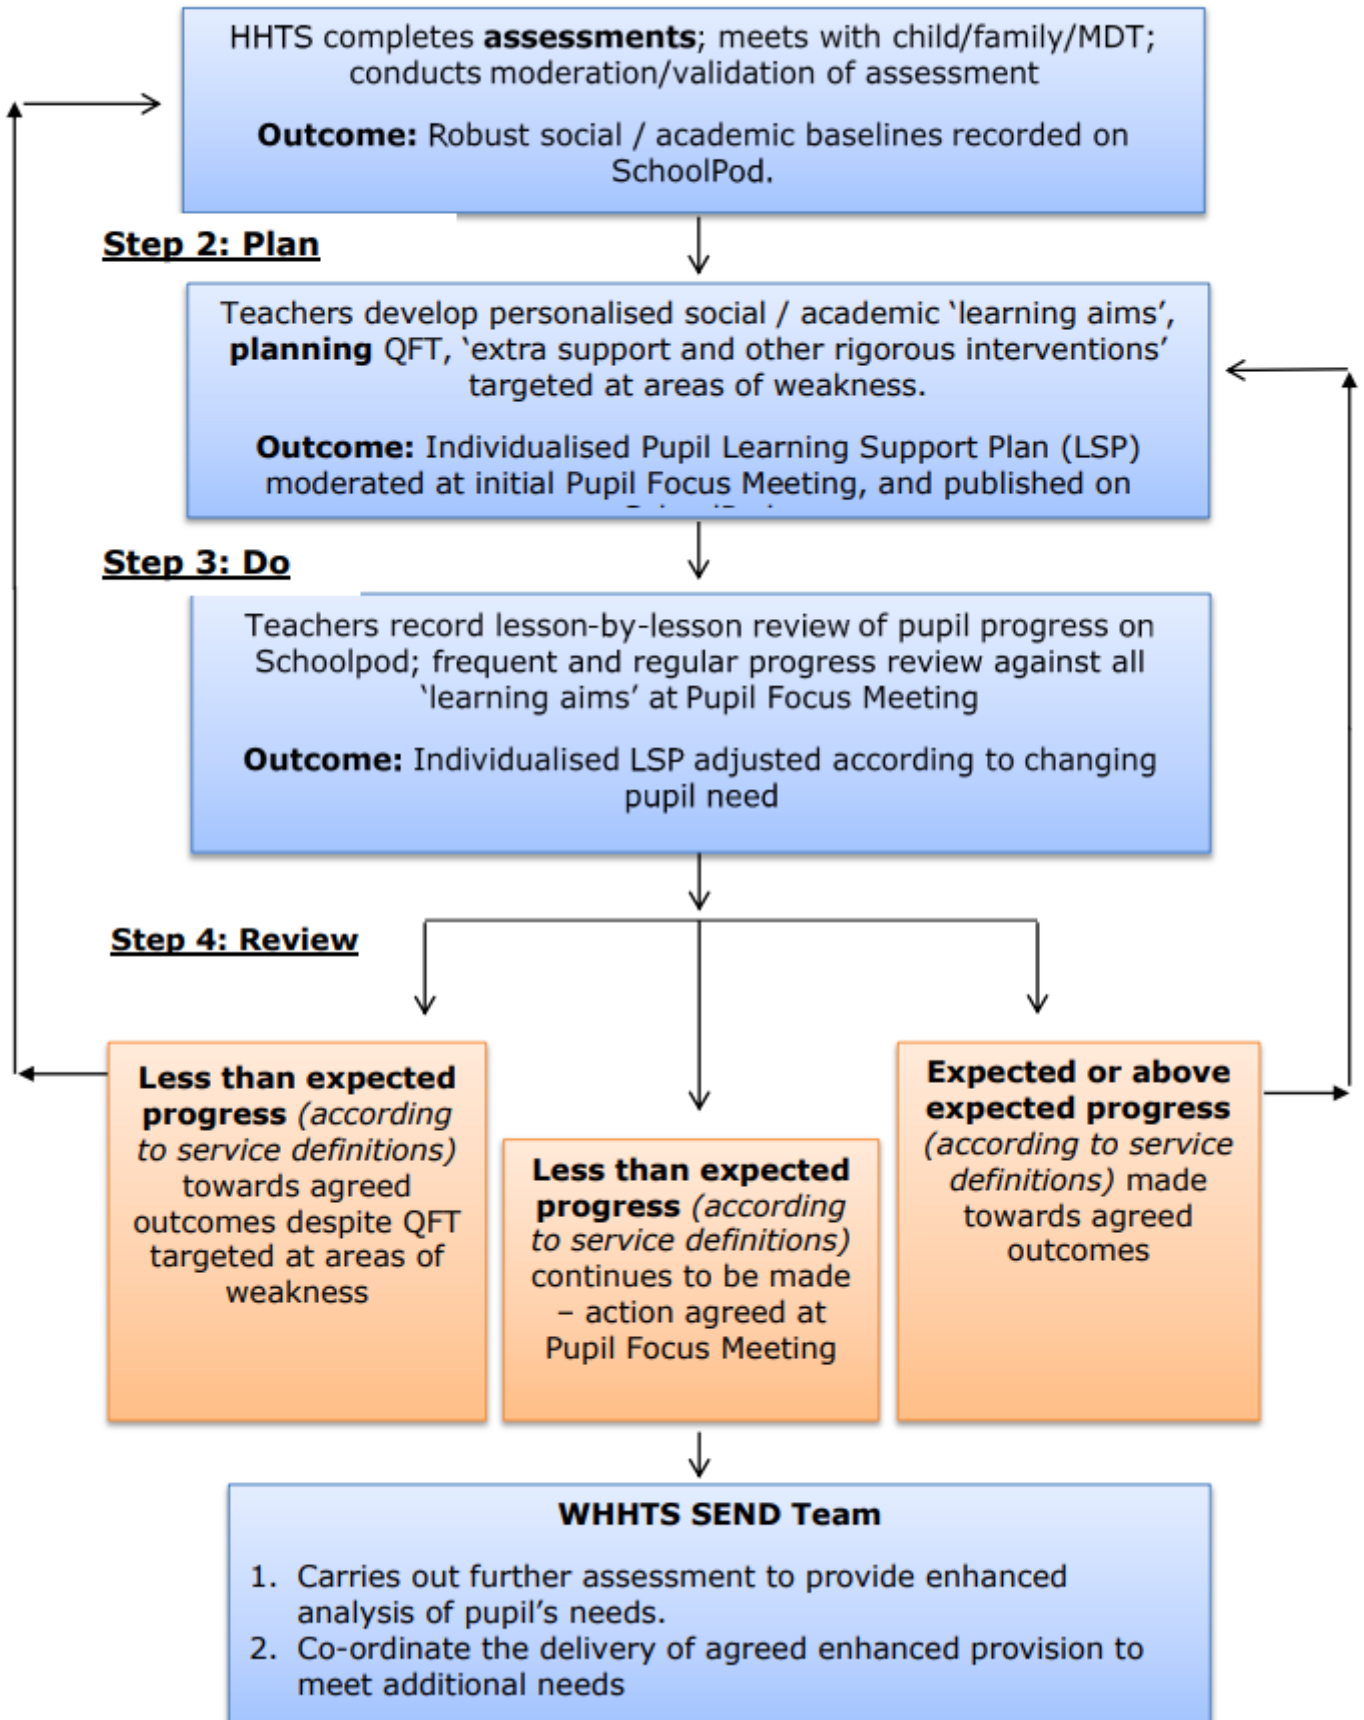 HHTS completes assessments; meets with child/family/MDT;
conducts moderation/validation of assessment
Outcome: Robust social / academic baselines recorded on
SchoolPod.
Step 2: Plan
Teachers develop personalised social / academic ‘learning aims’,
planning QFT, ‘extra support and other rigorous interventions’
targeted at areas of weakness.
Outcome: Individualised Pupil Learning Support Plan (LSP)
moderated at initial Pupil Focus Meeting, and published on
Step 3: Do
Teachers record lesson-by-lesson review of pupil progress on
Schoolpod; frequent and regular progress review against all
‘learning aims’ at Pupil Focus Meeting
Outcome: Individualised LSP adjusted according to changing
pupil need
Step 4: Review
Less than expected
progress (according
to service definitions)
towards agreed
outcomes despite QFT
targeted at areas of
weakness
Less than expected
progress (according
to service definitions)
continues to be made
– action agreed at
Pupil Focus Meeting
Expected or above
expected progress
(according to service
definitions) made
towards agreed
outcomes
WHHTS SEND Team
1. Carries out further assessment to provide enhanced
analysis of pupil’s needs.
2. Co-ordinate the delivery of agreed enhanced provision to
meet additional needs